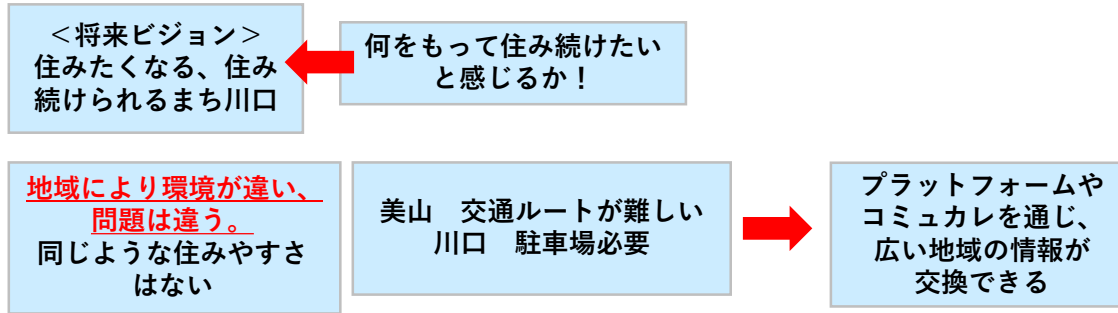 ＜将来ビジョン＞
住みたくなる、住み
続けられるまち川口
何をもって住み続けたい
と感じるか！
地域により環境が違い、
問題は違う。
同じような住みやすさ
はない
美山　交通ルートが難しい
川口　駐車場必要
プラットフォームや
コミュカレを通じ、
広い地域の情報が
交換できる